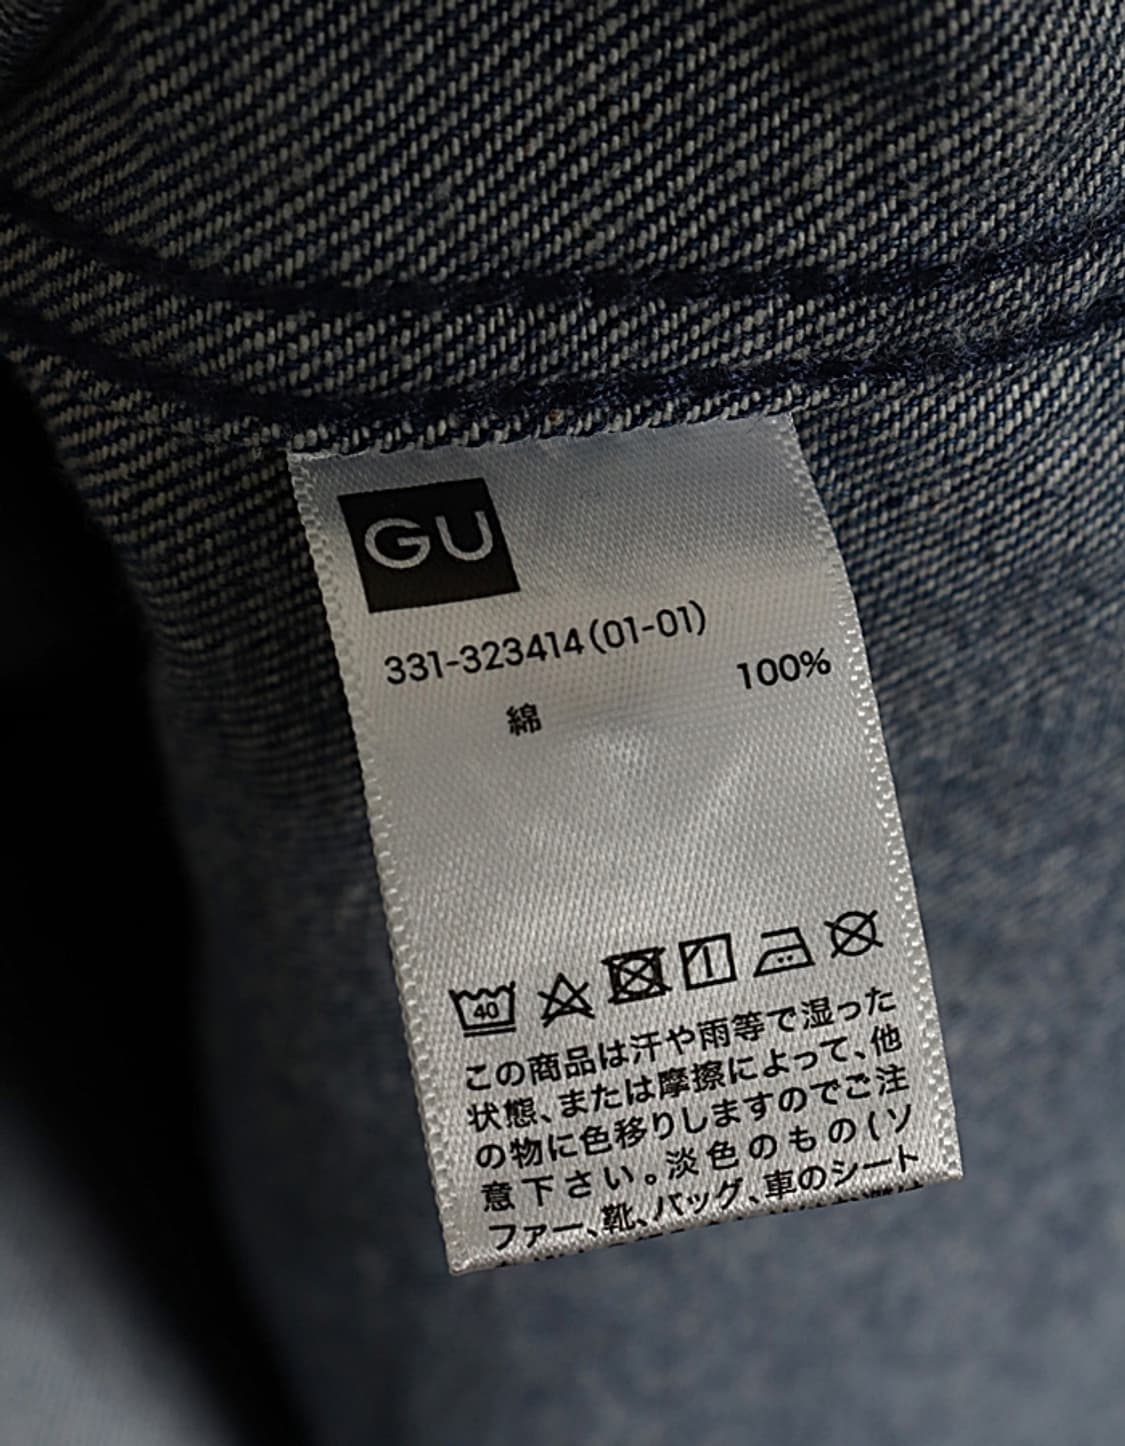 GU
331-323414(01-01)
綿 100%
40
この商品は汗や雨等で湿った
状態、または摩擦によって、他
の物に色移りしますのでご注
意下さい。淡色のもの(ソ
ファー、靴、バッグ、車のシート